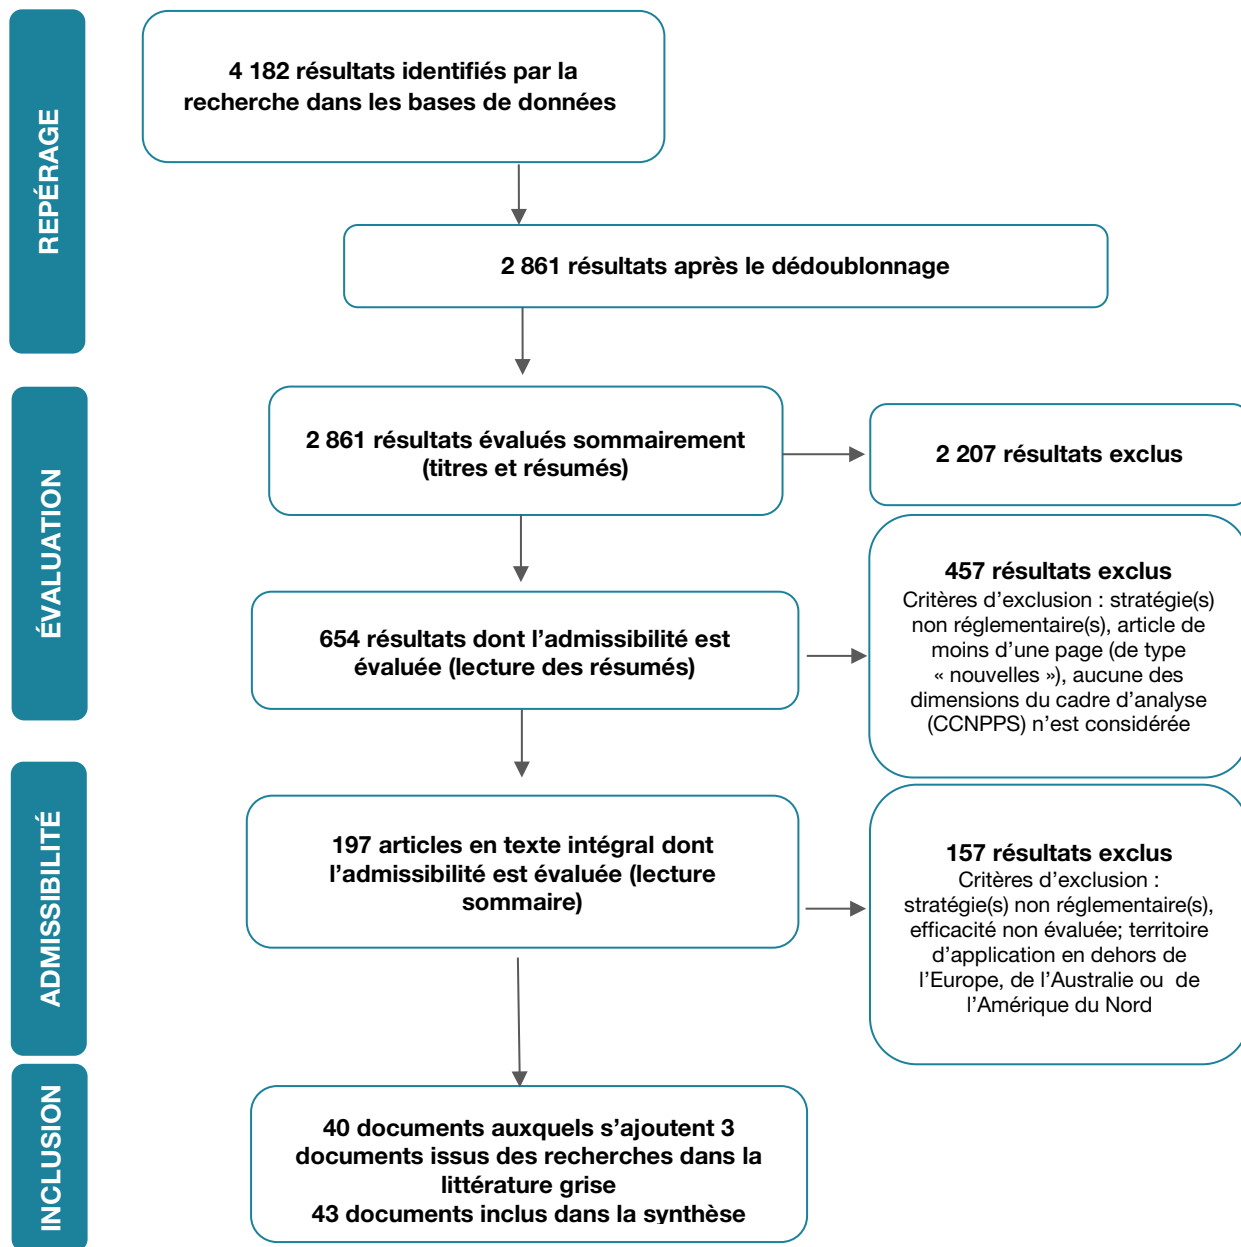 REPÉRAGE
4 182 résultats identifiés par la
recherche dans les bases de données
2 861 résultats après le dédoublonnage
ÉVALUATION
2 861 résultats évalués sommairement
(titres et résumés)
2 207 résultats exclus
654 résultats dont l’admissibilité est
évaluée (lecture des résumés)
457 résultats exclus
Critères d’exclusion : stratégie(s)
non réglementaire(s), article de
moins d’une page (de type
« nouvelles »), aucune des
dimensions du cadre d’analyse
(CCNPPS) n’est considérée
ADMISSIBILITÉ
197 articles en texte intégral dont
l’admissibilité est évaluée (lecture
sommaire)
157 résultats exclus
Critères d’exclusion :
stratégie(s) non réglementaire(s),
efficacité non évaluée; territoire
d’application en dehors de
l’Europe, de l’Australie ou de
l’Amérique du Nord
INCLUSION
40 documents auxquels s’ajoutent 3
documents issus des recherches dans la
littérature grise
43 documents inclus dans la synthèse